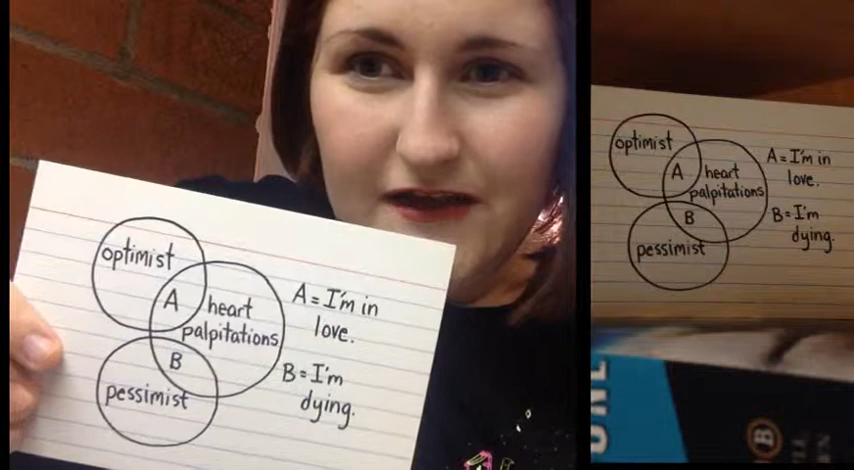 optimist
A
heart
palpitations
B
pessimist
A = I'm in
love.
B = I'm
dying.
optimist
A
heart
palpitations
B
pessimist
A = I'm in
love.
B = I'm
dying.
B